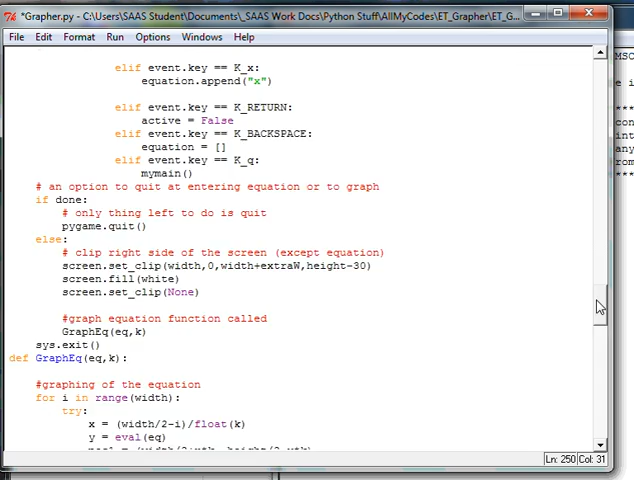 *Grapher.py - C:\Users\SAAS Student\Documents\_SAAS Work Docs\Python Stuff\AllMyCodes\ET_Grapher\ET_G...
File Edit Format Run Options Windows Help
elif event.key == K_x:
equation.append("x")
elif event.key == K_RETURN:
active = False
elif event.key == K_BACKSPACE:
equation = []
elif event.key == K_q:
mymain()
# an option to quit at entering equation or to graph
if done:
# only thing left to do is quit
pygame.quit()
else:
# clip right side of the screen (except equation)
screen.set_clip(width,0,width+extraW,height-30)
screen.fill(white)
screen.set_clip(None)
#graph equation function called
GraphEq(eq,k)
sys.exit()
def GraphEq(eq,k):
#graphing of the equation
for i in range(width):
try:
x = (width/2-i)/float(k)
y = eval(eq)
Ln: 250 Col: 31
MSC